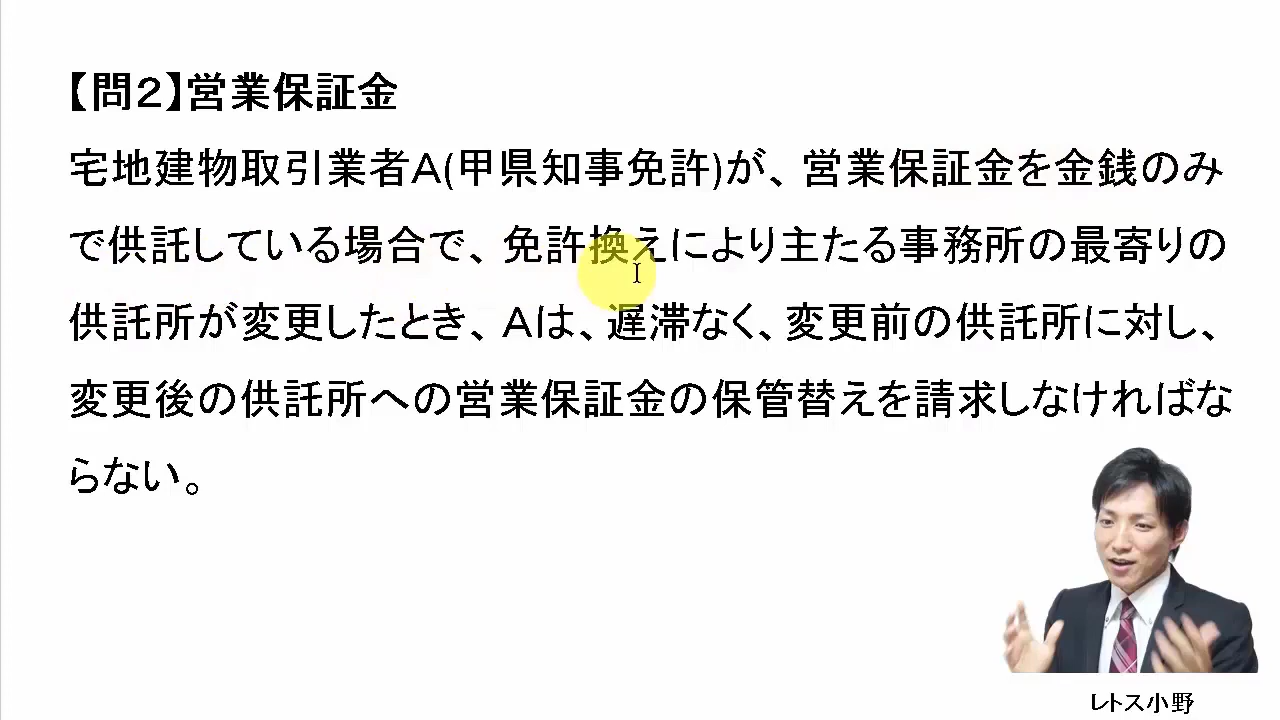 【問２】営業保証金
宅地建物取引業者Ａ(甲県知事免許)が、営業保証金を金銭のみ
で供託している場合で、免許換えにより主たる事務所の最寄りの
供託所が変更したとき、Ａは、遅滞なく、変更前の供託所に対し、
変更後の供託所への営業保証金の保管替えを請求しなければな
らない。
レトス小野